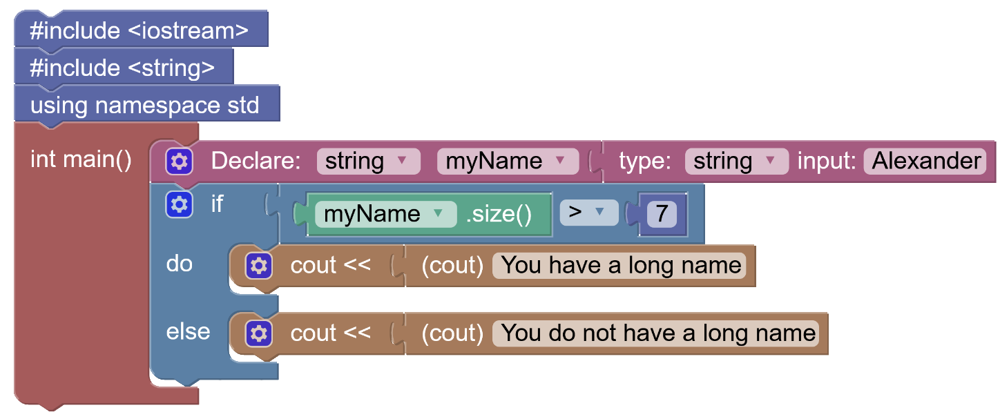 #include <iostream>
#include <string>
using namespace std
int main()
Declare: string myName type: string input: Alexander
if myName .size() > 7
do cout << (cout) You have a long name
else cout << (cout) You do not have a long name